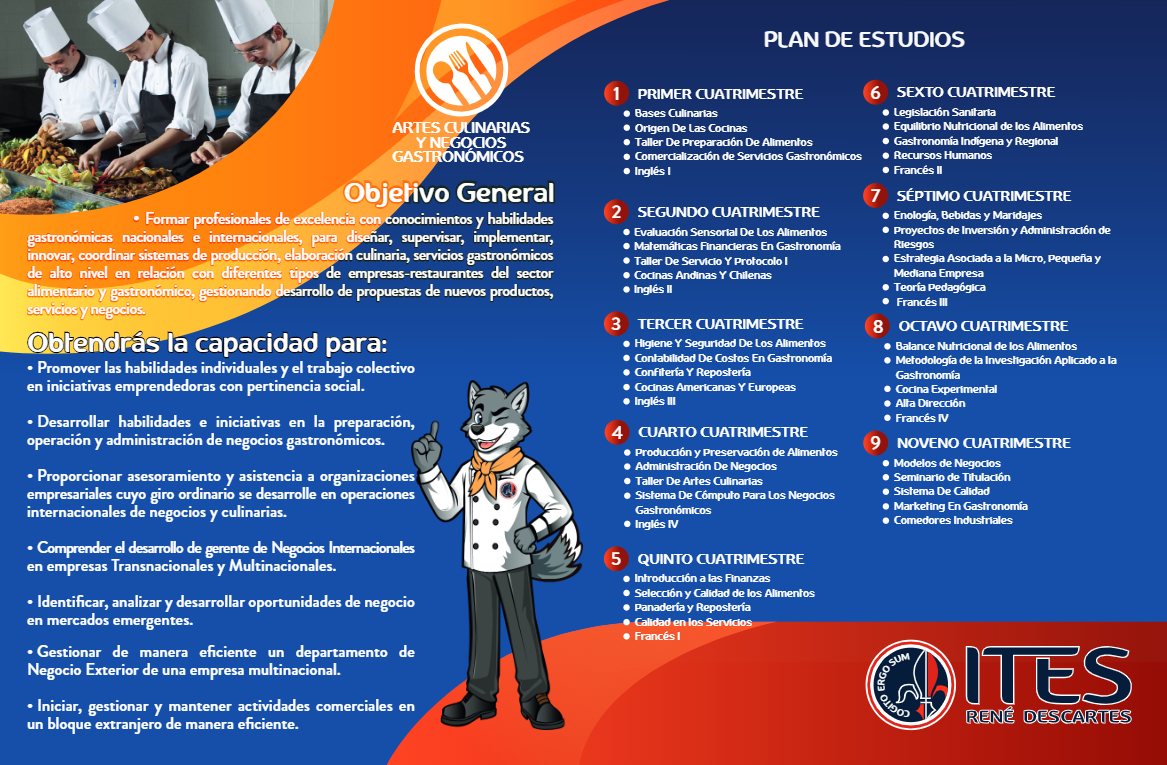 ARTES CULINARIAS
Y NEGOCIOS
GASTRONÓMICOS
Objetivo General
• Formar profesionales de excelencia con conocimientos y habilidades
gastronómicas nacionales e internacionales, para diseñar, supervisar, implementar,
innovar, coordinar sistemas de producción, elaboración culinaria, servicios gastronómicos
de alto nivel en relación con diferentes tipos de empresas-restaurantes del sector
alimentario y gastronómico, gestionando desarrollo de propuestas de nuevos productos,
servicios y negocios.
Obtendrás la capacidad para:
• Promover las habilidades individuales y el trabajo colectivo
en iniciativas emprendedoras con pertinencia social.
• Desarrollar habilidades e iniciativas en la preparación,
operación y administración de negocios gastronómicos.
• Proporcionar asesoramiento y asistencia a organizaciones
empresariales cuyo giro ordinario se desarrolle en operaciones
internacionales de negocios y culinarias.
• Comprender el desarrollo de gerente de Negocios Internacionales
en empresas Transnacionales y Multinacionales.
• Identificar, analizar y desarrollar oportunidades de negocio
en mercados emergentes.
• Gestionar de manera eficiente un departamento de
Negocio Exterior de una empresa multinacional.
• Iniciar, gestionar y mantener actividades comerciales en
un bloque extranjero de manera eficiente.
PLAN DE ESTUDIOS
1 PRIMER CUATRIMESTRE
• Bases Culinarias
• Origen De Las Cocinas
• Taller De Preparación De Alimentos
• Comercialización de Servicios Gastronómicos
• Inglés I
2 SEGUNDO CUATRIMESTRE
• Evaluación Sensorial De Los Alimentos
• Matemáticas Financieras En Gastronomía
• Taller De Servicio Y Protocolo I
• Cocinas Andinas Y Chilenas
• Inglés II
3 TERCER CUATRIMESTRE
• Higiene Y Seguridad De Los Alimentos
• Contabilidad De Costos En Gastronomía
• Confitería Y Repostería
• Cocinas Americanas Y Europeas
• Inglés III
4 CUARTO CUATRIMESTRE
• Producción y Preservación de Alimentos
• Administración De Negocios
• Taller De Artes Culinarias
• Sistema De Cómputo Para Los Negocios
Gastronómicos
• Inglés IV
5 QUINTO CUATRIMESTRE
• Introducción a las Finanzas
• Selección y Calidad de los Alimentos
• Panadería y Repostería
• Calidad en los Servicios
• Francés I
6 SEXTO CUATRIMESTRE
• Legislación Sanitaria
• Equilibrio Nutricional de los Alimentos
• Gastronomía Indígena y Regional
• Recursos Humanos
• Francés II
7 SÉPTIMO CUATRIMESTRE
• Enología, Bebidas y Maridajes
• Proyectos de Inversión y Administración de
Riesgos
• Estrategia Asociada a la Micro, Pequeña y
Mediana Empresa
• Teoría Pedagógica
• Francés III
8 OCTAVO CUATRIMESTRE
• Balance Nutricional de los Alimentos
• Metodología de la Investigación Aplicado a la
Gastronomía
• Cocina Experimental
• Alta Dirección
• Francés IV
9 NOVENO CUATRIMESTRE
• Modelos de Negocios
• Seminario de Titulación
• Sistema De Calidad
• Marketing En Gastronomía
• Comedores Industriales
COGITO ERGO SUM
ITES
RENÉ DESCARTES